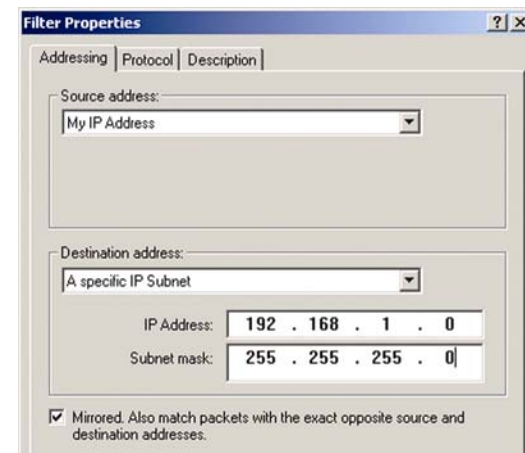 Filter Properties
Addressing Protocol Description
Source address:
My IP Address
Destination address:
A specific IP Subnet
IP Address: 192 . 168 . 1 . 0
Subnet mask: 255 . 255 . 255 . 0
Mirrored. Also match packets with the exact opposite source and
destination addresses.